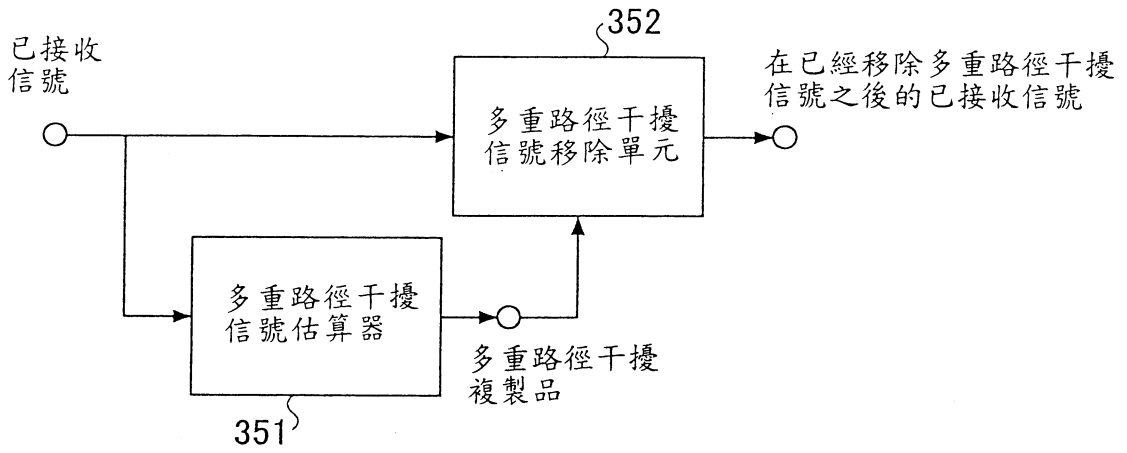 352
已接收
信號
在已經移除多重路徑干擾
信號之後的已接收信號
多重路徑干擾
信號移除單元
多重路徑干擾
信號估算器
多重路徑干擾
複製品
351